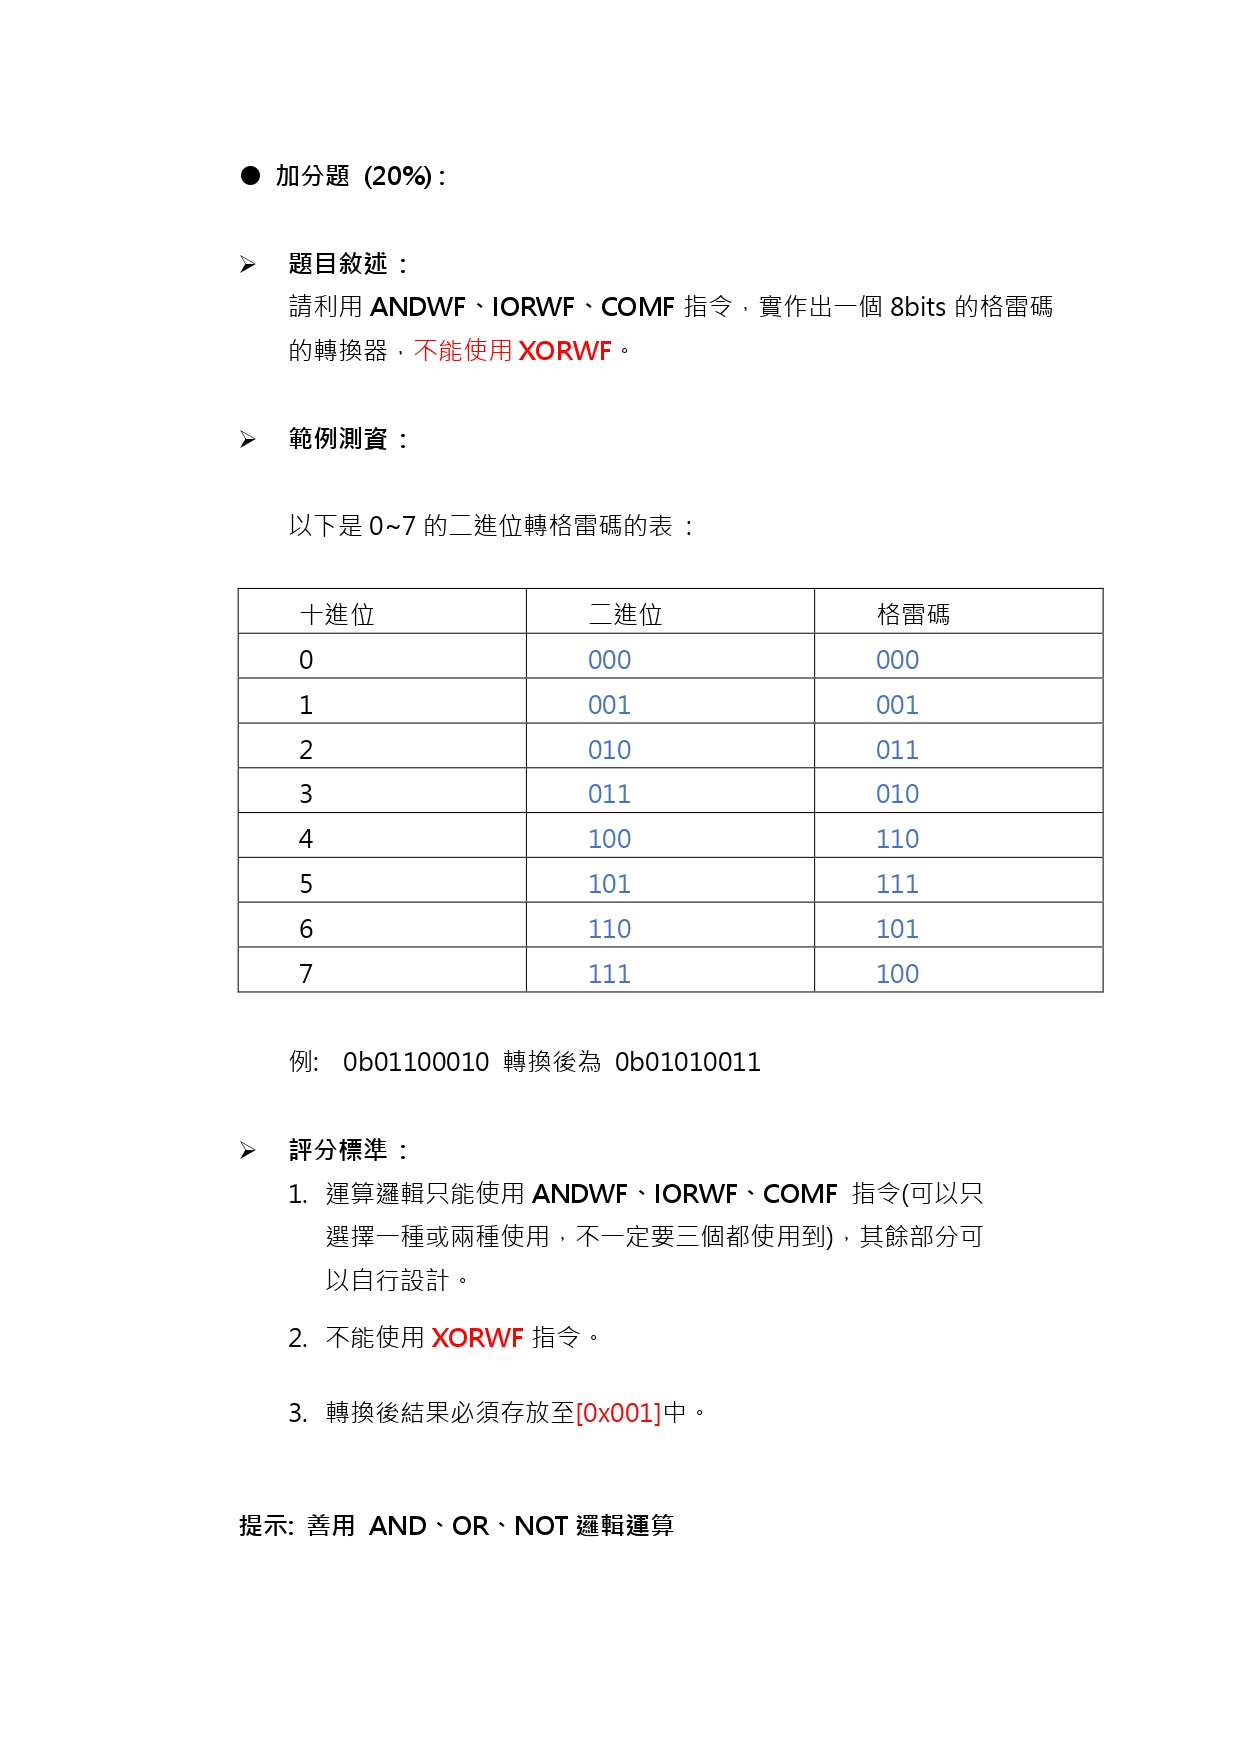 ● 加分題 (20%) :
➢ 題目敘述 :
請利用 ANDWF、IORWF、COMF 指令，實作出一個 8bits 的格雷碼
的轉換器，不能使用 XORWF。
➢ 範例測資 :
以下是 0~7 的二進位轉格雷碼的表 :
十進位 二進位 格雷碼
0 000 000
1 001 001
2 010 011
3 011 010
4 100 110
5 101 111
6 110 101
7 111 100
例: 0b01100010 轉換後為 0b01010011
➢ 評分標準 :
1. 運算邏輯只能使用 ANDWF、IORWF、COMF 指令(可以只
選擇一種或兩種使用，不一定要三個都使用到)，其餘部分可
以自行設計。
2. 不能使用 XORWF 指令。
3. 轉換後結果必須存放至[0x001]中。
提示: 善用 AND、OR、NOT 邏輯運算